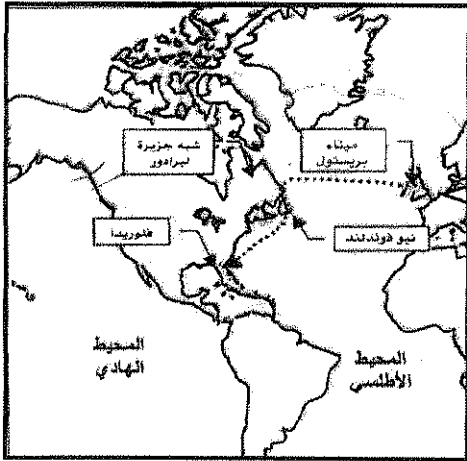 شبه جزيرة
لبرادور
ميناء
بريستول
فلوريدا
نيو فوندلند
المحيط
الهادي
المحيط
الأطلسي